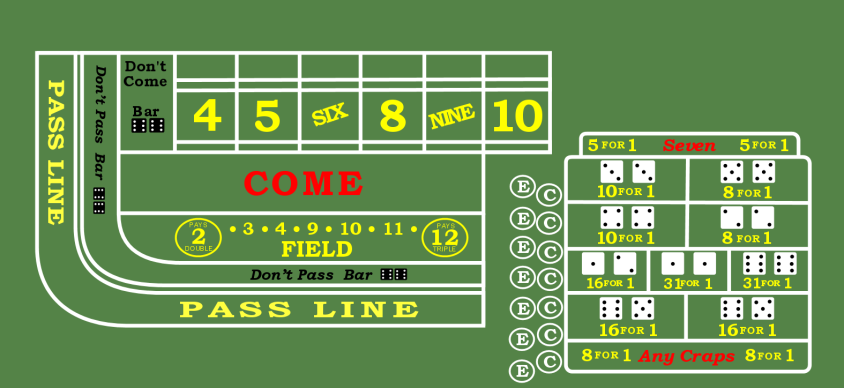 PASS LINE
Don't Pass Bar
Don't
Come
Bar
4 5 SIX 8 NINE 10
COME
PAYS
2
DOUBLE
• 3 • 4 • 9 • 10 • 11 •
PAYS
12
TRIPLE
FIELD
Don't Pass Bar
PASS LINE
E C
E C
E C
E C
E C
E C
E C
5 FOR 1 Seven 5 FOR 1
10 FOR 1 8 FOR 1
10 FOR 1 8 FOR 1
16 FOR 1 31 FOR 1 31 FOR 1
16 FOR 1 16 FOR 1
8 FOR 1 Any Craps 8 FOR 1